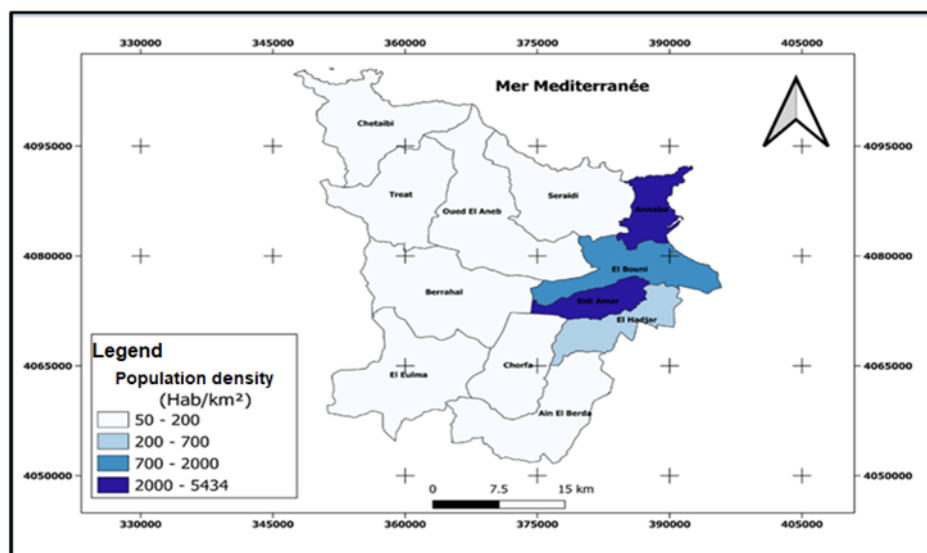 330000 345000 360000 375000 390000 405000
Mer Mediterranée
Chetaibi
4095000 4095000
Treat
Seraidi
Oued El Aneb
Annaba
4080000 4080000
El Bouni
Berrahal
Sidi Amar
El Hadjar
Legend
Population density
(Hab/km²)
50 - 200
200 - 700
700 - 2000
2000 - 5434
4065000 4065000
Chorfa
El Eulma
Ain El Berda
4050000 4050000
0 7.5 15 km
330000 345000 360000 375000 390000 405000